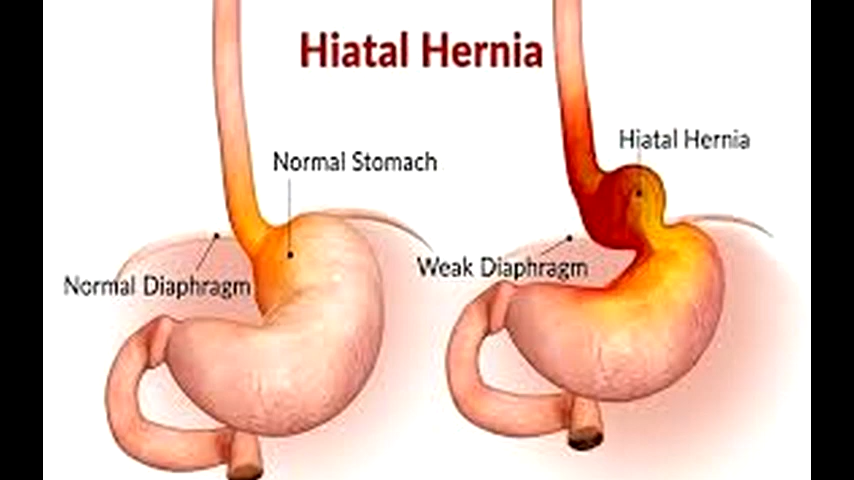 Hiatal Hernia
Hiatal Hernia
Normal Stomach
Weak Diaphragm
Normal Diaphragm